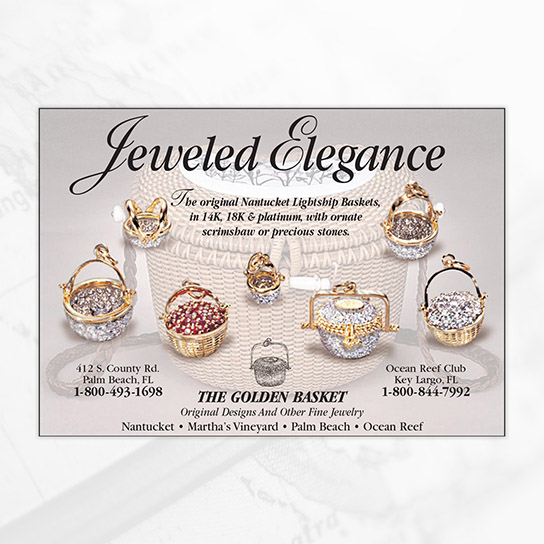 Jeweled Elegance
The original Nantucket Lightship Baskets,
in 14K, 18K & platinum, with ornate
scrimshaw or precious stones.
412 S. County Rd.
Palm Beach, FL
1-800-493-1698
Ocean Reef Club
Key Largo, FL
1-800-844-7992
THE GOLDEN BASKET
Original Designs And Other Fine Jewelry
Nantucket • Martha's Vineyard • Palm Beach • Ocean Reef